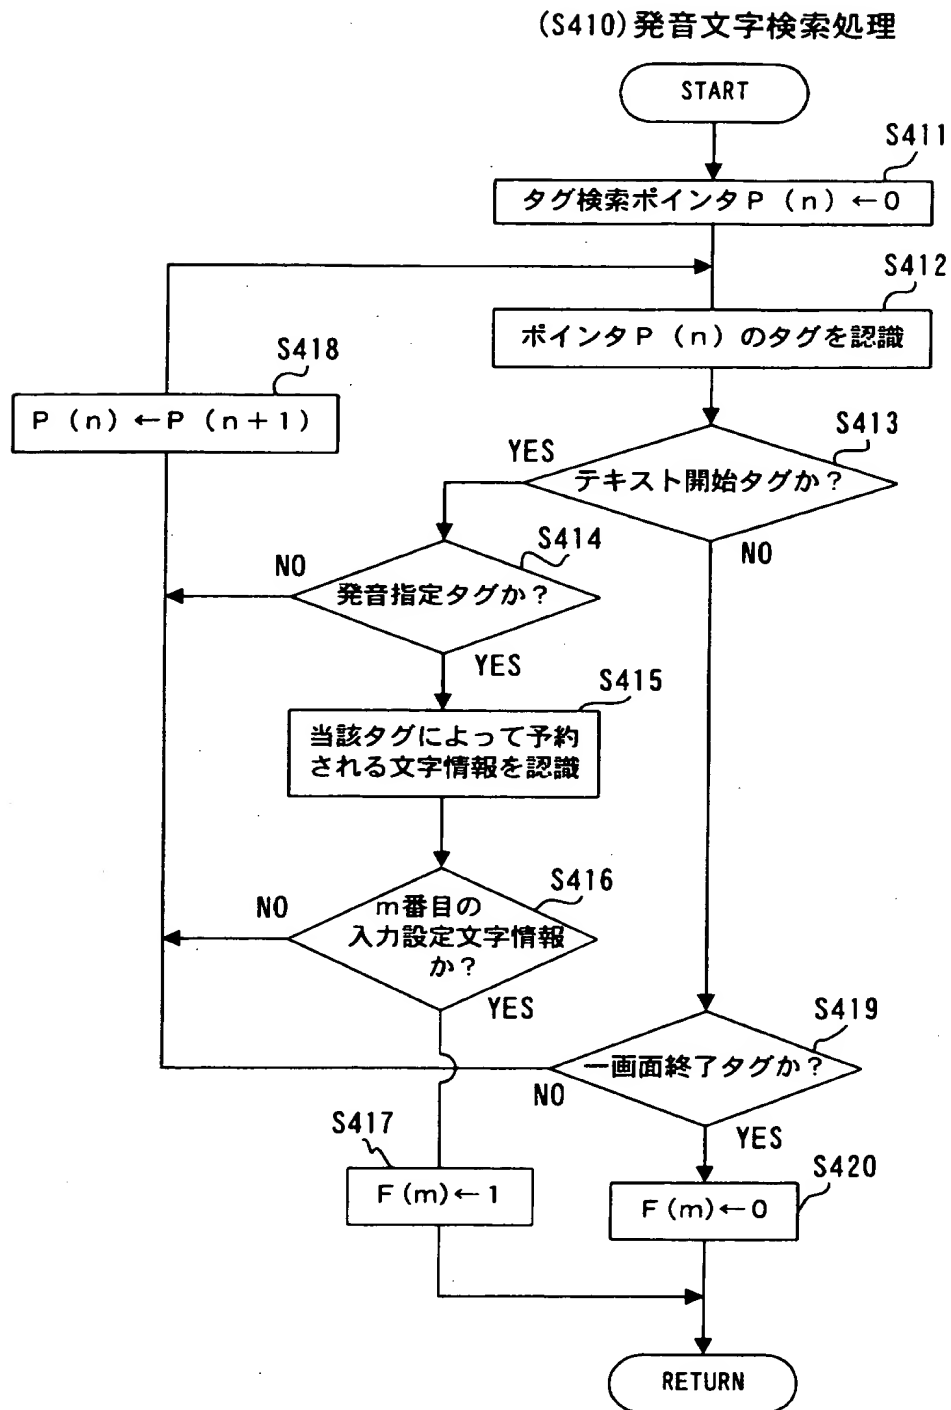 (S410)発音文字検索処理
START
S411
タグ検索ポインタP(n)←0
S412
ポインタP(n)のタグを認識
S418
P(n)←P(n+1)
S413
テキスト開始タグか?
YES
NO
S414
発音指定タグか?
NO
YES
S415
当該タグによって予約
される文字情報を認識
S416
m番目の
入力設定文字情報
か?
NO
YES
S419
一画面終了タグか?
NO
YES
S417
F(m)←1
S420
F(m)←0
RETURN